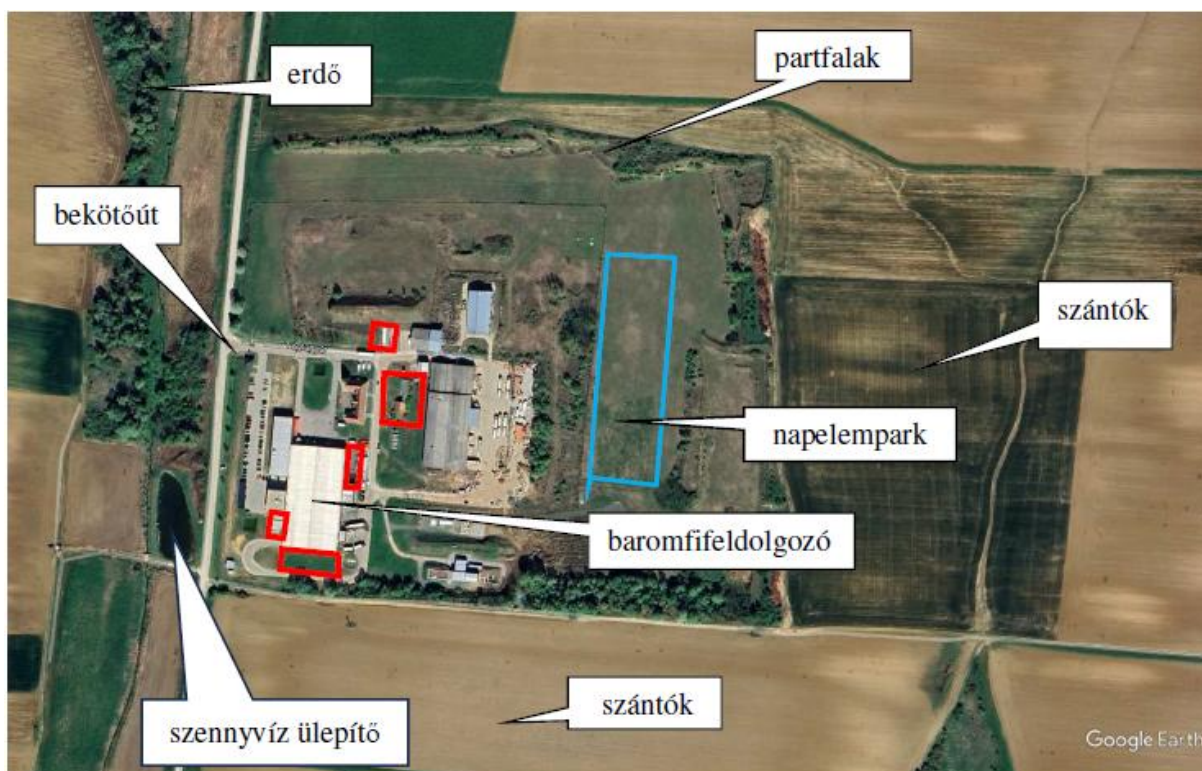 partfalak
erdő
bekötőút
szántók
napelempark
baromfifeldolgozó
szántók
szennyvíz ülepítő
Google Earth